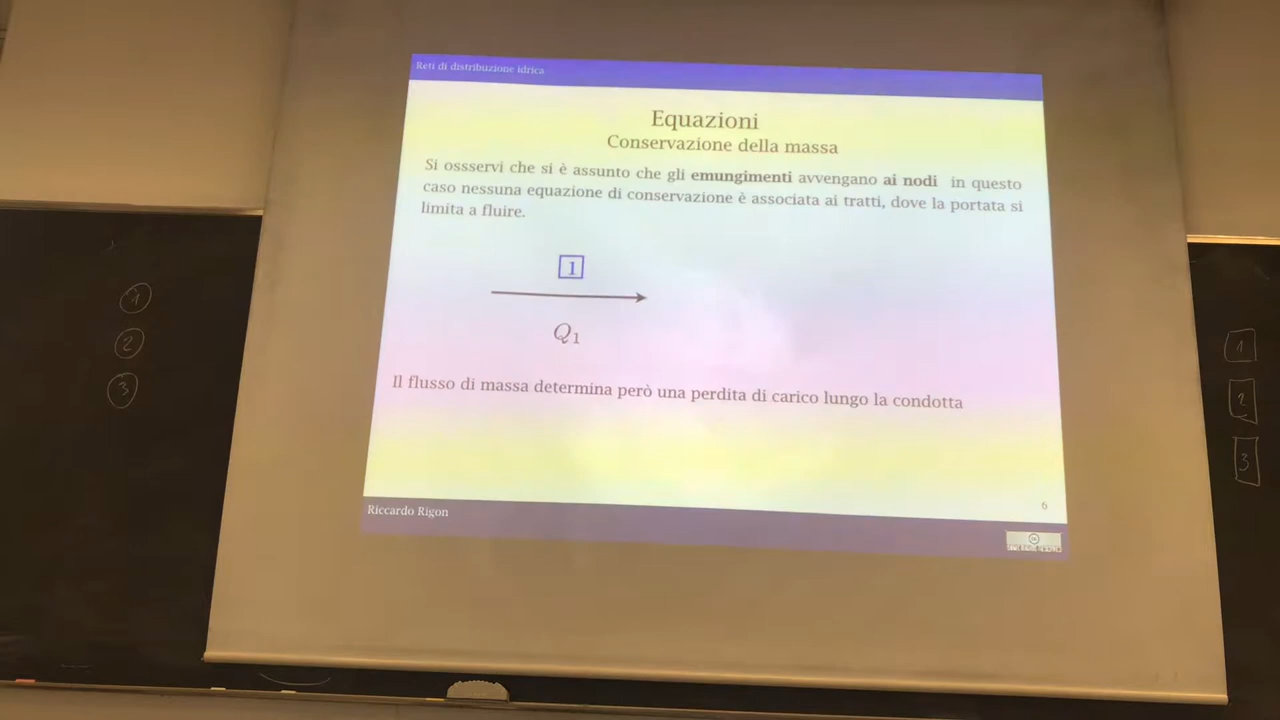 Reti di distribuzione idrica
Equazioni
Conservazione della massa
Si ossservi che si è assunto che gli emungimenti avvengano ai nodi in questo
caso nessuna equazione di conservazione è associata ai tratti, dove la portata si
limita a fluire.
1
Q1
Il flusso di massa determina però una perdita di carico lungo la condotta
6
Riccardo Rigon
1
2
3
1
2
3